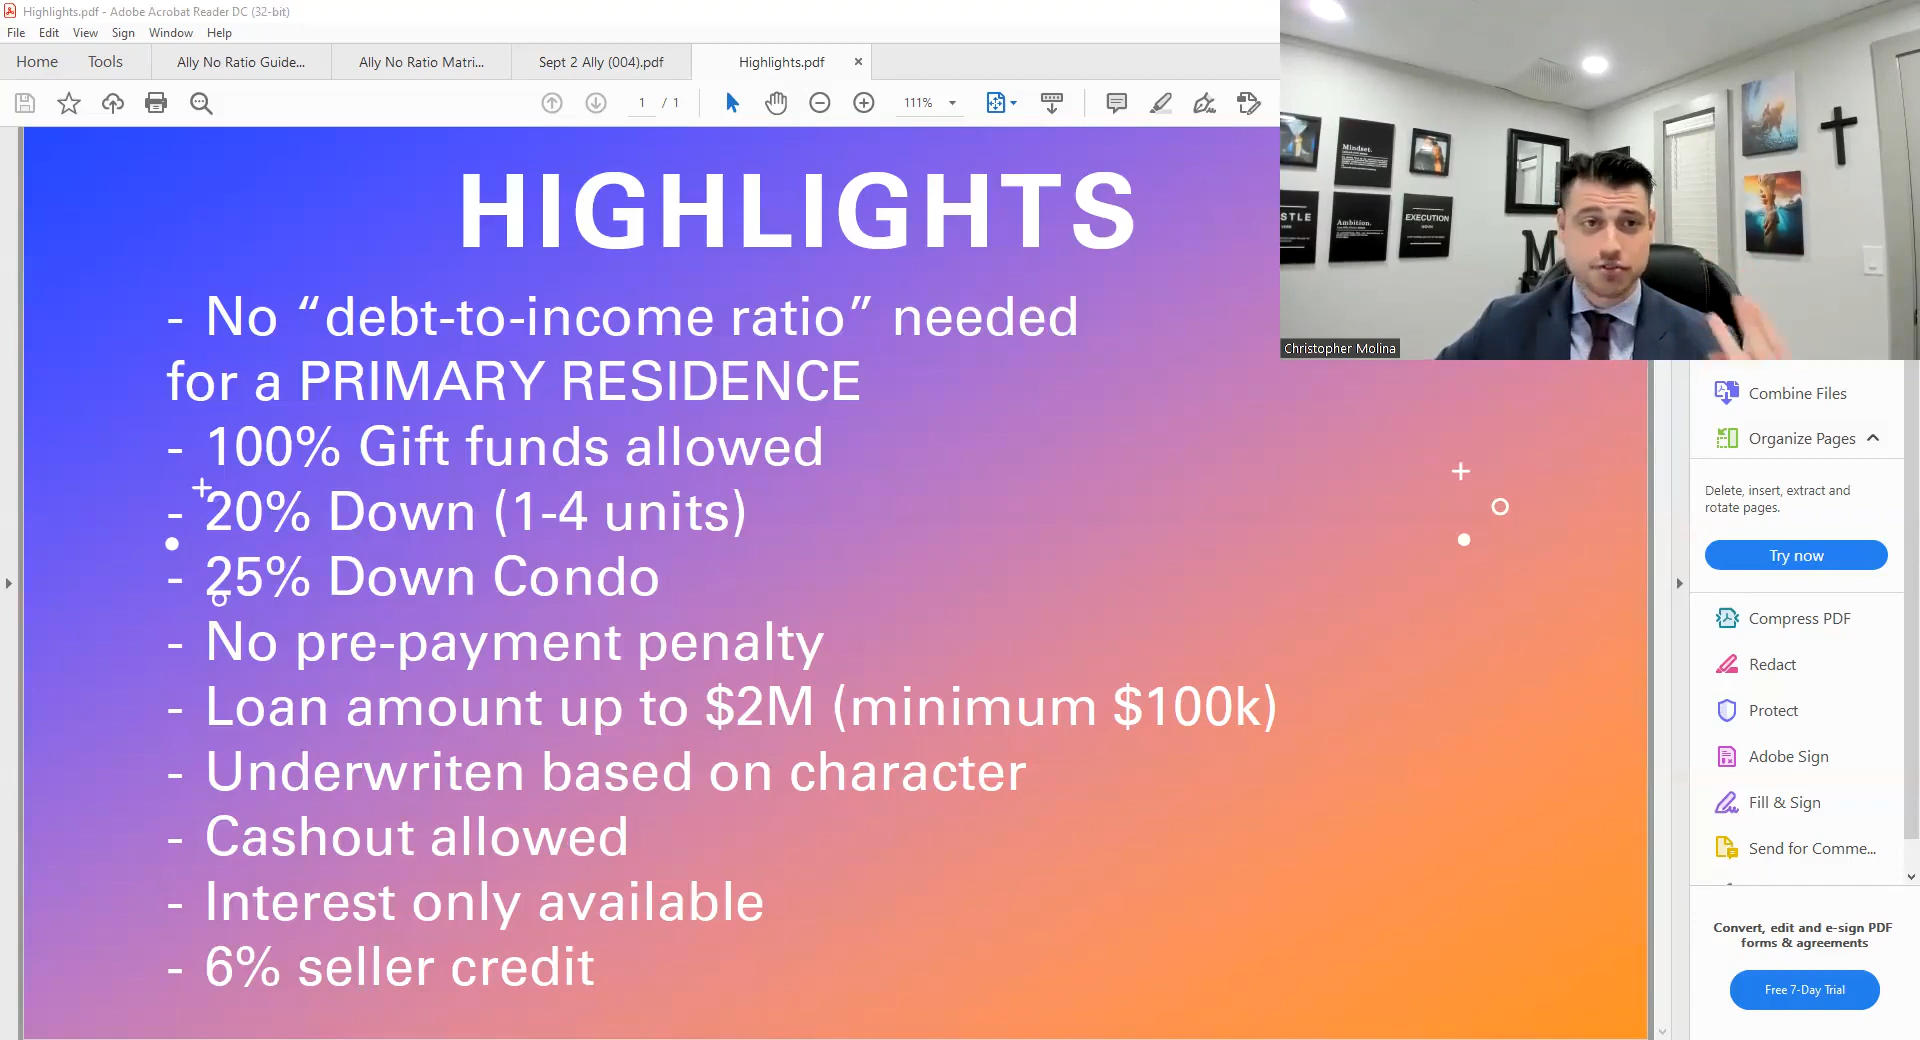 Highlights.pdf - Adobe Acrobat Reader DC (32-bit)
File Edit View Sign Window Help
Home Tools Ally No Ratio Guide... Ally No Ratio Matri... Sept 2 Ally (004).pdf Highlights.pdf ×
1 / 1 111%
HIGHLIGHTS
- No “debt-to-income ratio” needed
for a PRIMARY RESIDENCE
- 100% Gift funds allowed
- 20% Down (1-4 units)
- 25% Down Condo
- No pre-payment penalty
- Loan amount up to $2M (minimum $100k)
- Underwriten based on character
- Cashout allowed
- Interest only available
- 6% seller credit
Mindset.
STLE
Ambition.
EXECUTION
M
Christopher Molina
Combine Files
Organize Pages
Delete, insert, extract and
rotate pages.
Try now
Compress PDF
Redact
Protect
Adobe Sign
Fill & Sign
Send for Comme...
Convert, edit and e-sign PDF
forms & agreements
Free 7-Day Trial